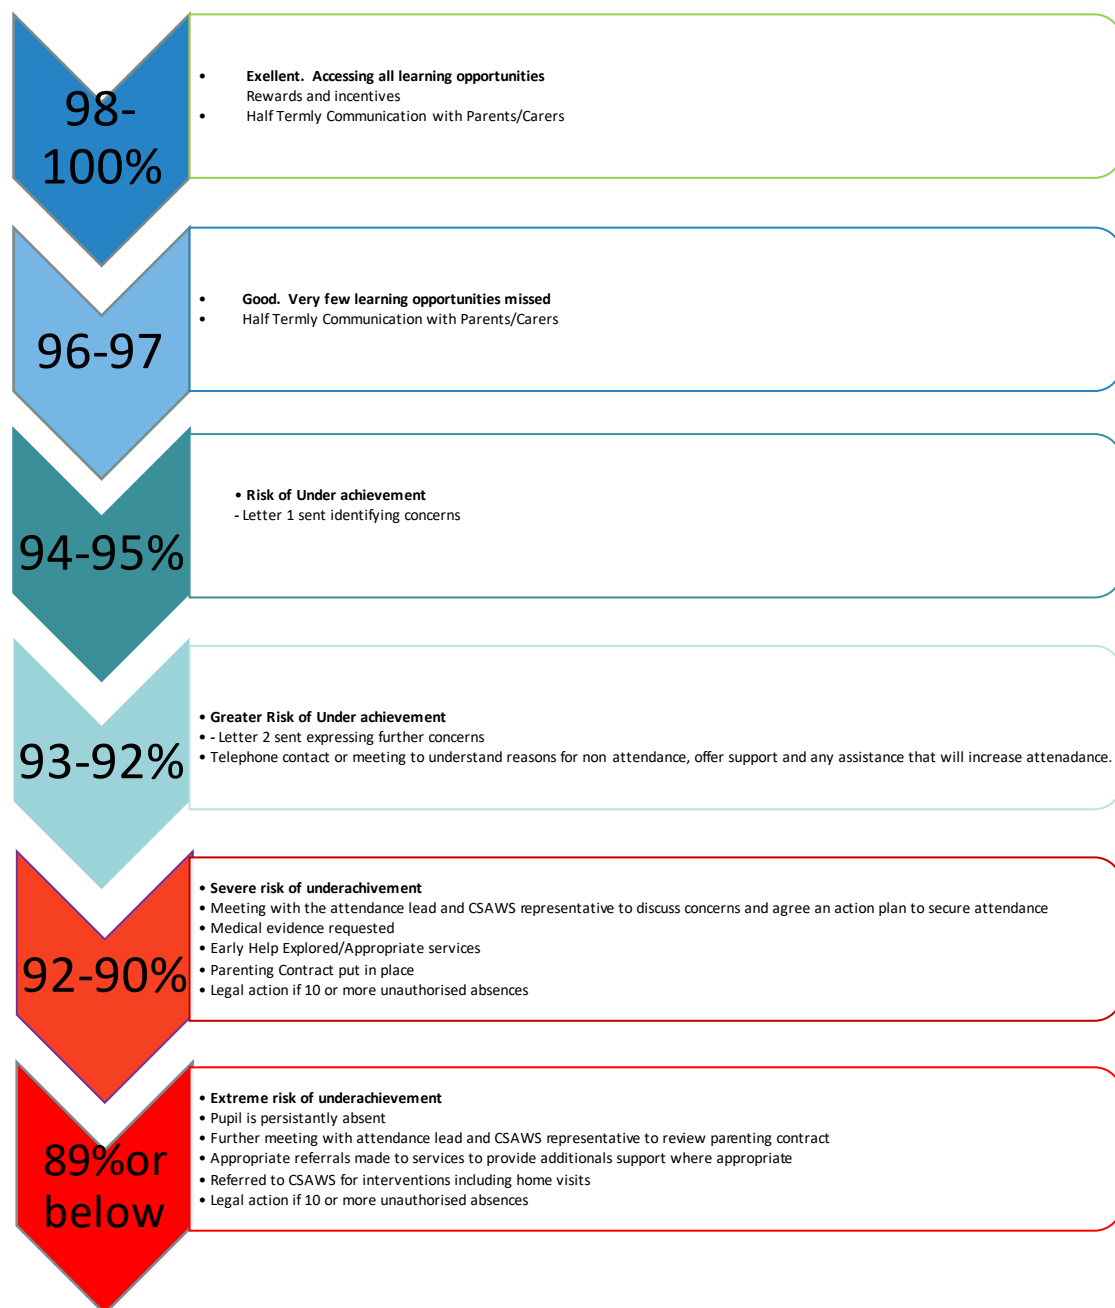 98-
100%
• Exellent. Accessing all learning opportunities
Rewards and incentives
• Half Termly Communication with Parents/Carers
96-97
• Good. Very few learning opportunities missed
• Half Termly Communication with Parents/Carers
94-95%
• Risk of Under achievement
- Letter 1 sent identifying concerns
93-92%
• Greater Risk of Under achievement
• - Letter 2 sent expressing further concerns
• Telephone contact or meeting to understand reasons for non attendance, offer support and any assistance that will increase attenadance.
92-90%
• Severe risk of underachivement
• Meeting with the attendance lead and CSAWS representative to discuss concerns and agree an action plan to secure attendance
• Medical evidence requested
• Early Help Explored/Appropriate services
• Parenting Contract put in place
• Legal action if 10 or more unauthorised absences
89%or
below
• Extreme risk of underachievement
• Pupil is persistantly absent
• Further meeting with attendance lead and CSAWS representative to review parenting contract
• Appropriate referrals made to services to provide additionals support where appropriate
• Referred to CSAWS for interventions including home visits
• Legal action if 10 or more unauthorised absences